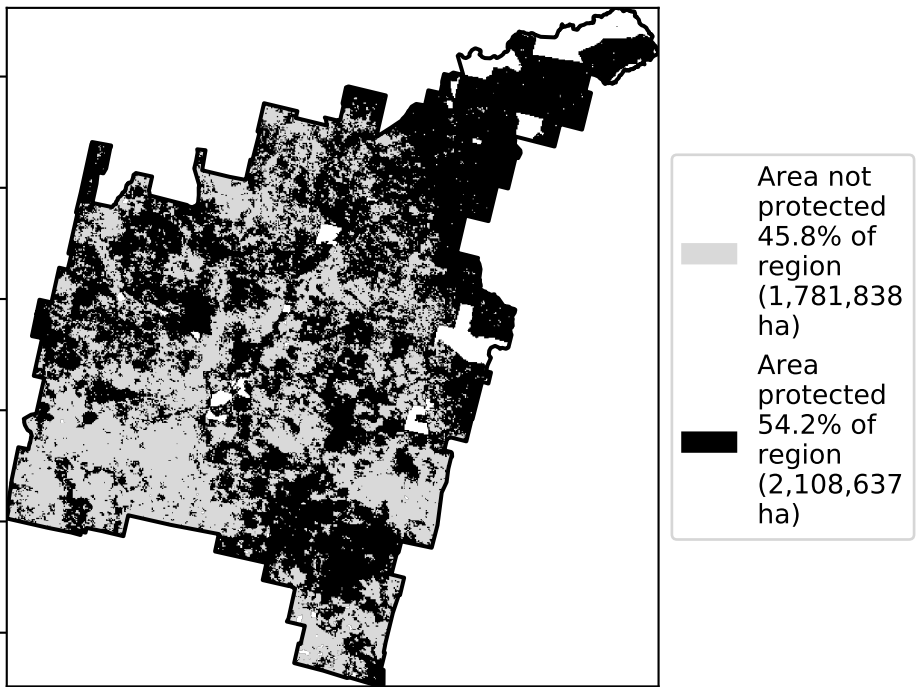 Area not
protected
45.8% of
region
(1,781,838
ha)
Area
protected
54.2% of
region
(2,108,637
ha)